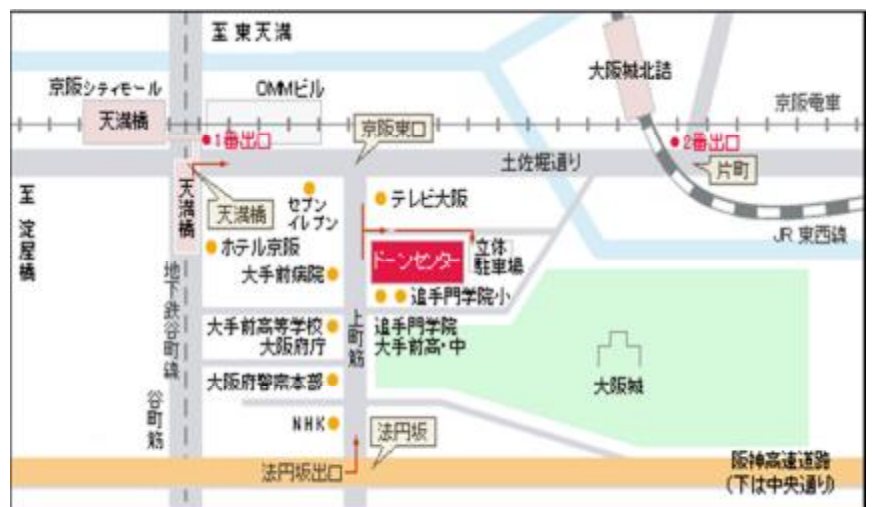 至 東天満
京阪シティモール
OMMビル
大阪城北詰
京阪電車
天満橋
●1番出口
京阪東口
●2番出口
土佐堀通り
片町
至 淀屋橋
天満橋
天満橋
セブン
イレブン
●テレビ大阪
JR 東西線
●ホテル京阪
ドーンセンター
立体
駐車場
大手前病院●
●●追手門学院小
地下鉄谷町線
大手前高等学校●
大阪府庁
上町筋
追手門学院
大手前高・中
大阪府警察本部●
大阪城
谷町筋
NHK●
法円坂
法円坂出口
阪神高速道路
(下は中央通り)